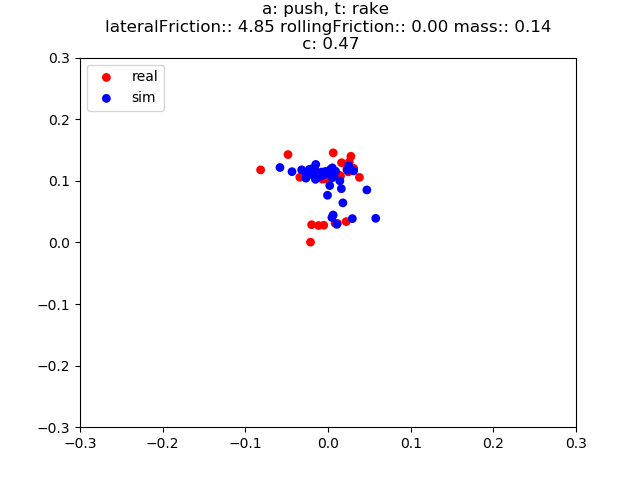 a: push, t: rake
lateralFriction:: 4.85 rollingFriction:: 0.00 mass:: 0.14
c: 0.47
real
sim
0.3
0.2
0.1
0.0
−0.1
−0.2
−0.3
−0.3 −0.2 −0.1 0.0 0.1 0.2 0.3